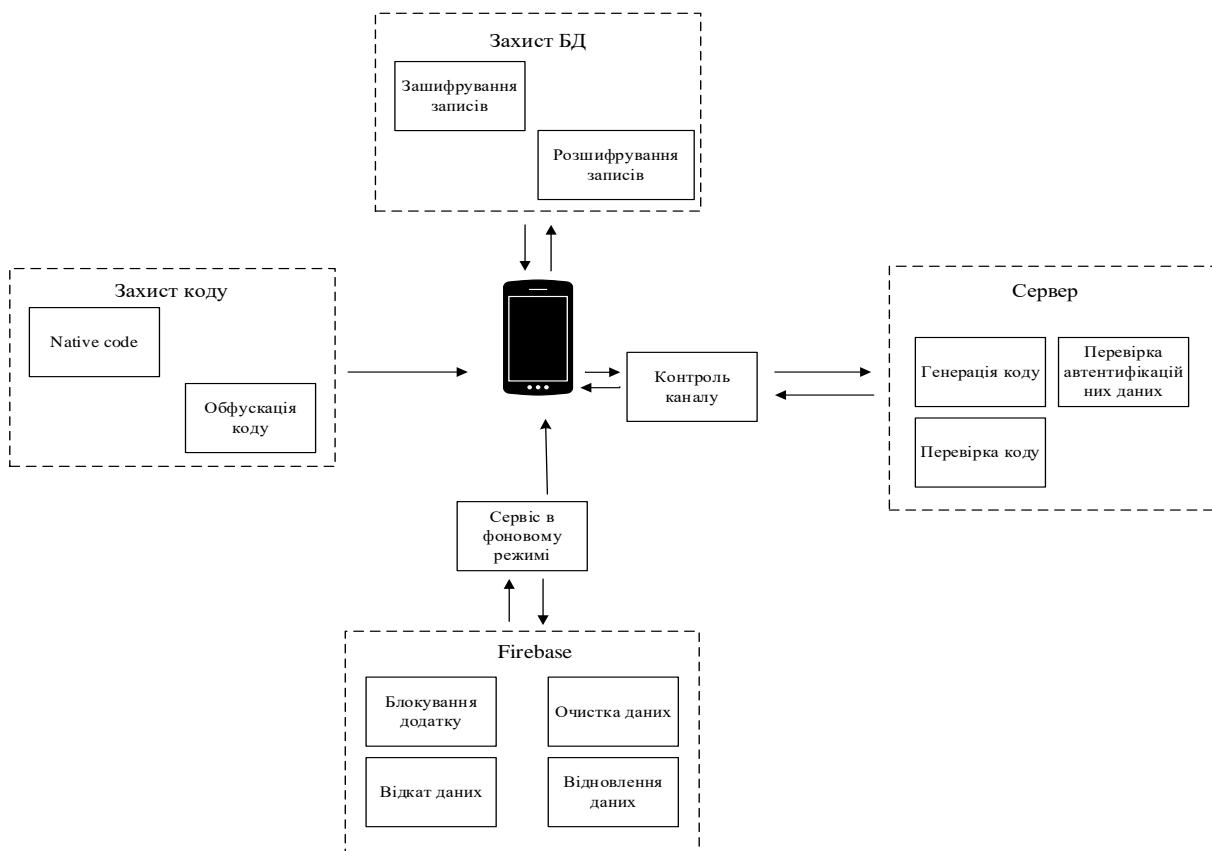 Захист БД
Зашифрування
записів
Розшифрування
записів
Захист коду
Native code
Обфускація
коду
Контроль
каналу
Сервер
Генерація коду
Перевірка
автентифікацій
них даних
Перевірка коду
Сервіс в
фоновому
режимі
Firebase
Блокування
додатку
Очистка даних
Відкат даних
Відновлення
даних